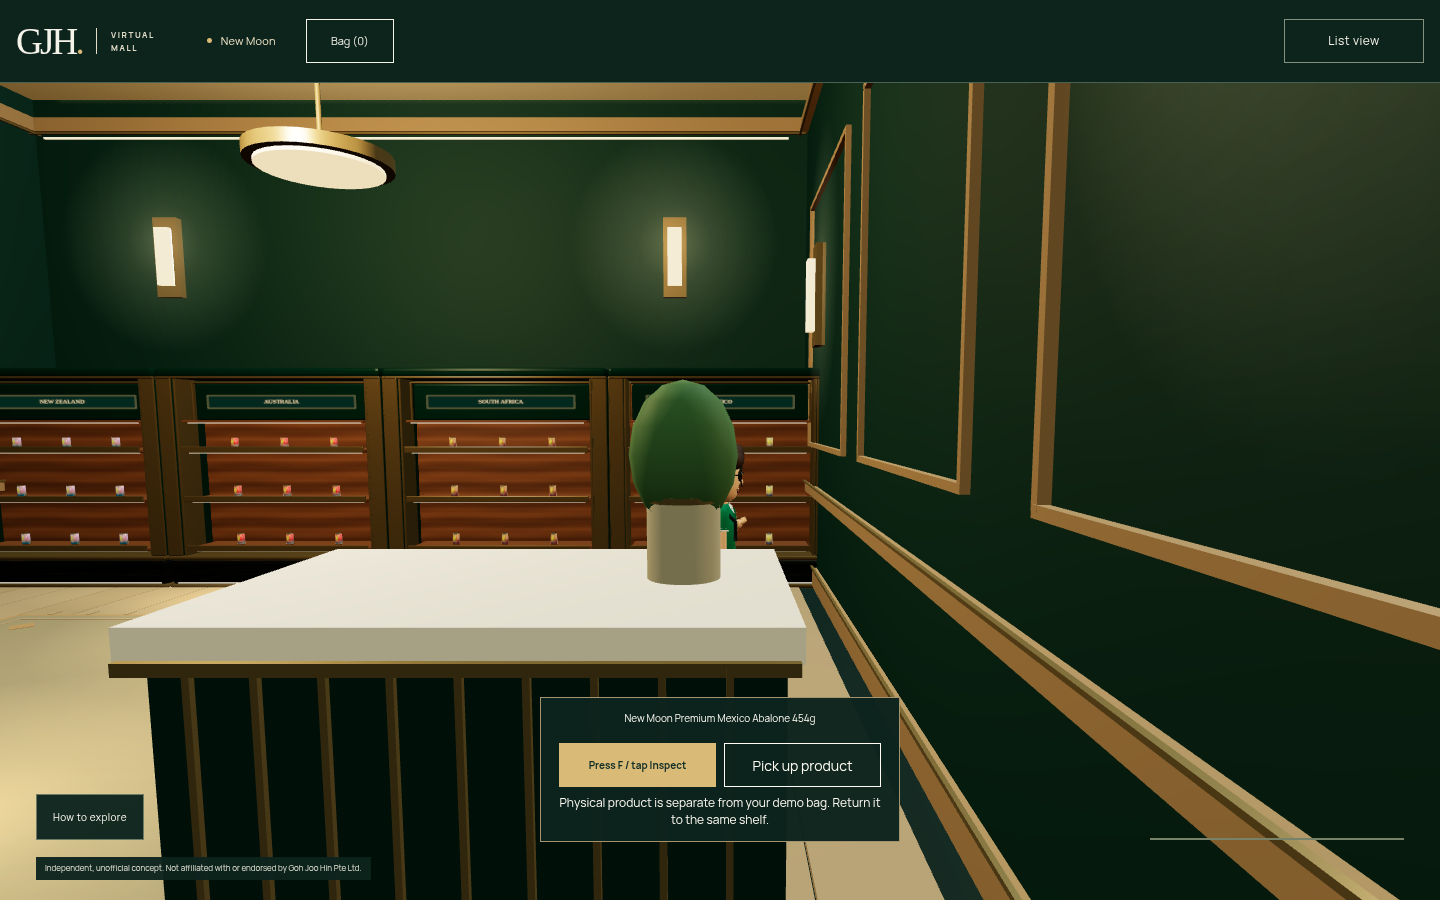 GJH.
VIRTUAL
MALL
New Moon
Bag (0)
List view
NEW ZEALAND
AUSTRALIA
SOUTH AFRICA
New Moon Premium Mexico Abalone 454g
Press F / tap Inspect
Pick up product
Physical product is separate from your demo bag. Return it
to the same shelf.
How to explore
Independent, unofficial concept. Not affiliated with or endorsed by Goh Joo Hin Pte Ltd.